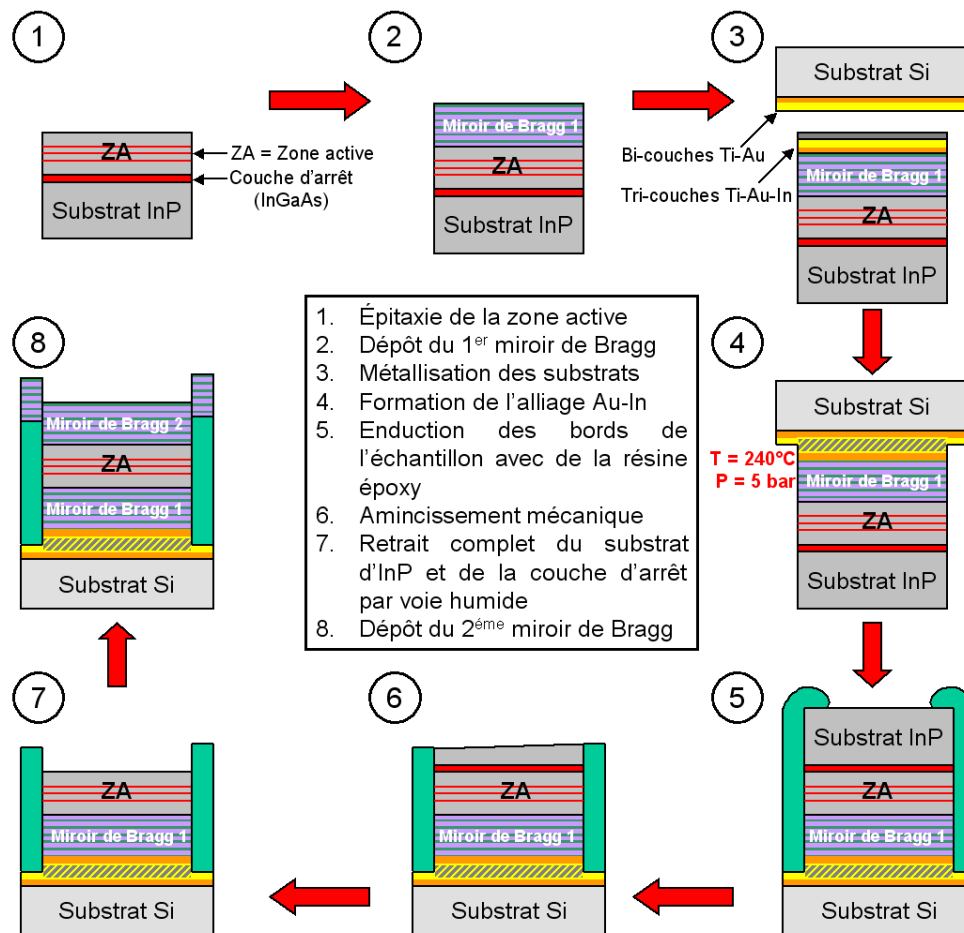 1
ZA
ZA = Zone active
Couche d'arrêt
(InGaAs)
Substrat InP
2
Miroir de Bragg 1
ZA
Substrat InP
3
Substrat Si
Bi-couches Ti-Au
Tri-couches Ti-Au-In
Miroir de Bragg 1
ZA
Substrat InP
1. Épitaxie de la zone active
2. Dépôt du 1er miroir de Bragg
3. Métallisation des substrats
4. Formation de l'alliage Au-In
5. Enduction des bords de
l'échantillon avec de la résine
époxy
6. Amincissement mécanique
7. Retrait complet du substrat
d'InP et de la couche d'arrêt
par voie humide
8. Dépôt du 2éme miroir de Bragg
4
Substrat Si
T = 240°C
P = 5 bar
Miroir de Bragg 1
ZA
Substrat InP
5
Substrat InP
ZA
Miroir de Bragg 1
Substrat Si
6
ZA
Miroir de Bragg 1
Substrat Si
7
ZA
Miroir de Bragg 1
Substrat Si
8
Miroir de Bragg 2
ZA
Miroir de Bragg 1
Substrat Si